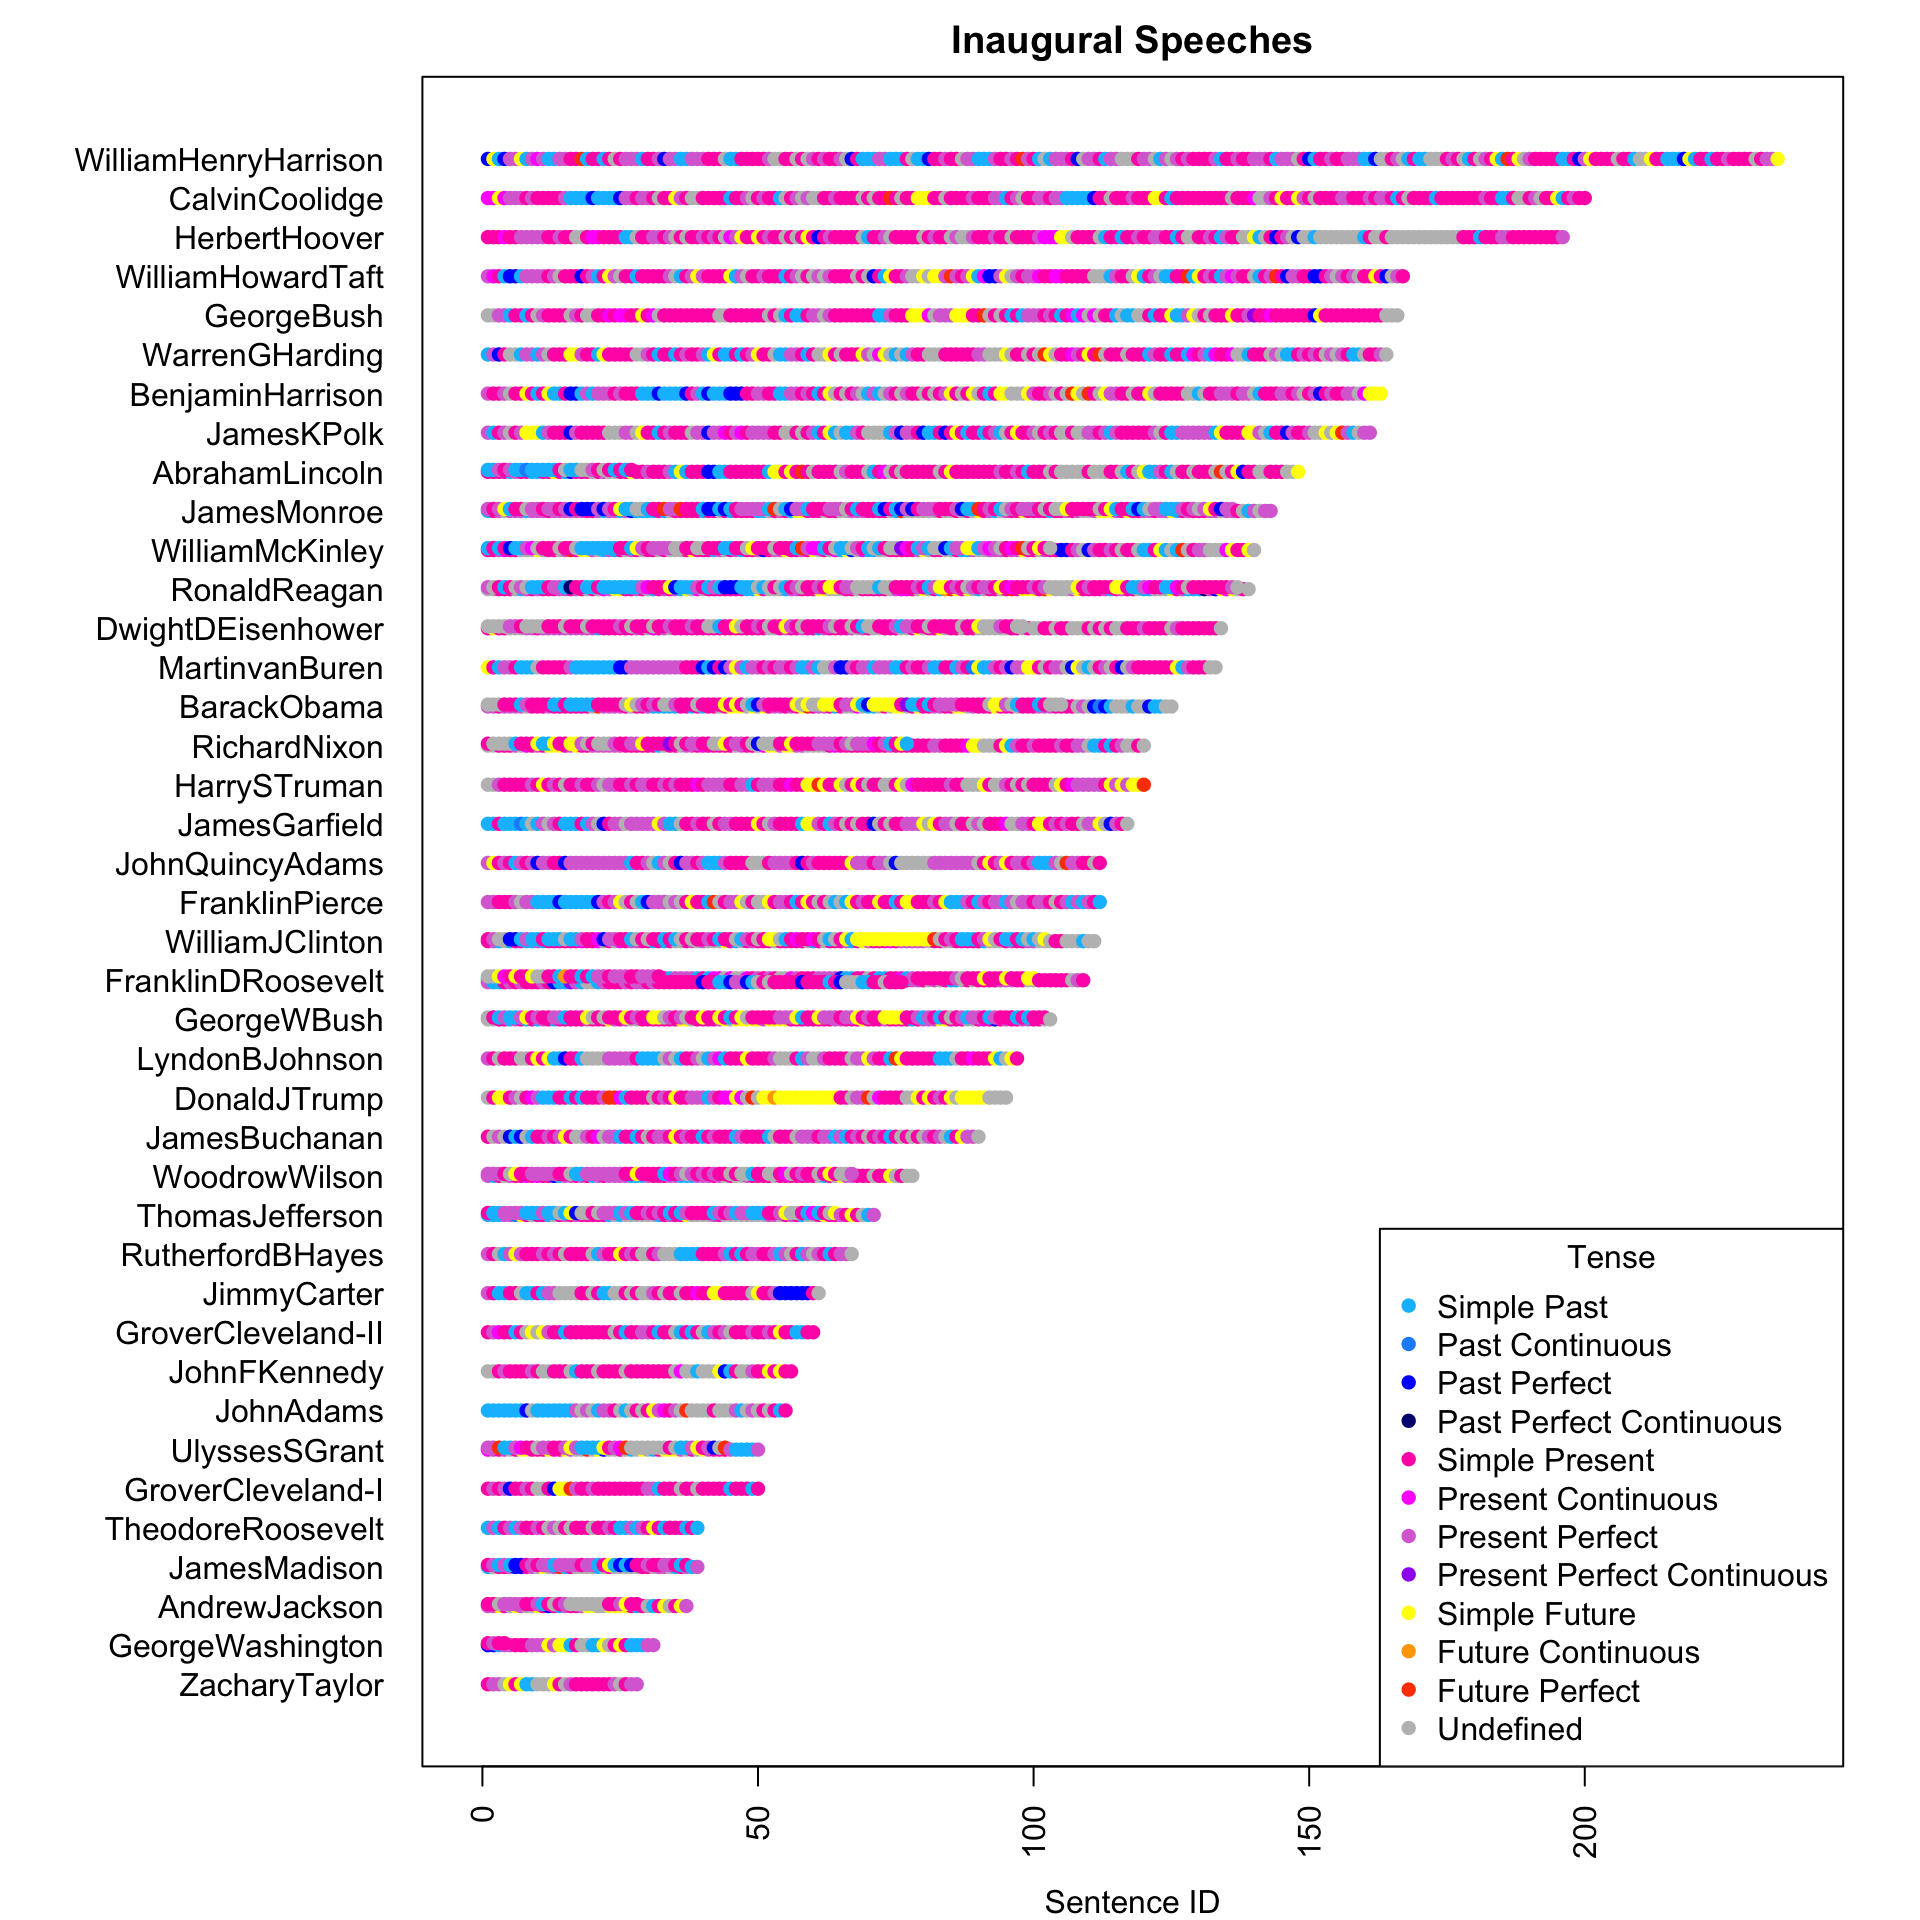 Inaugural Speeches
WilliamHenryHarrison
CalvinCoolidge
HerbertHoover
WilliamHowardTaft
GeorgeBush
WarrenGHarding
BenjaminHarrison
JamesKPolk
AbrahamLincoln
JamesMonroe
WilliamMcKinley
RonaldReagan
DwightDEisenhower
MartinvanBuren
BarackObama
RichardNixon
HarrySTruman
JamesGarfield
JohnQuincyAdams
FranklinPierce
WilliamJClinton
FranklinDRoosevelt
GeorgeWBush
LyndonBJohnson
DonaldJTrump
JamesBuchanan
WoodrowWilson
ThomasJefferson
RutherfordBHayes
JimmyCarter
GroverCleveland-II
JohnFKennedy
JohnAdams
UlyssesSGrant
GroverCleveland-I
TheodoreRoosevelt
JamesMadison
AndrewJackson
GeorgeWashington
ZacharyTaylor
Tense
Simple Past
Past Continuous
Past Perfect
Past Perfect Continuous
Simple Present
Present Continuous
Present Perfect
Present Perfect Continuous
Simple Future
Future Continuous
Future Perfect
Undefined
0
50
100
150
200
Sentence ID